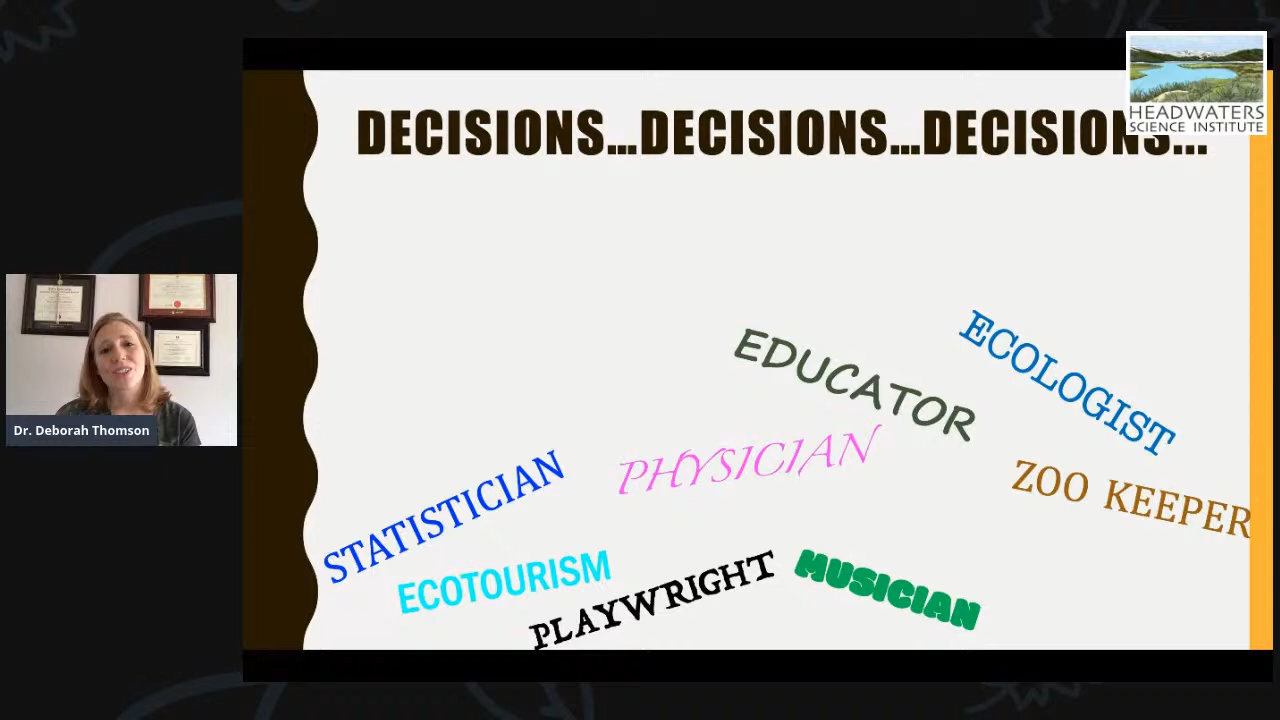 DECISIONS...DECISIONS...DECISIONS...
HEADWATERS
SCIENCE INSTITUTE
ECOLOGIST
EDUCATOR
PHYSICIAN
ZOO KEEPER
STATISTICIAN
ECOTOURISM
PLAYWRIGHT
MUSICIAN
Dr. Deborah Thomson